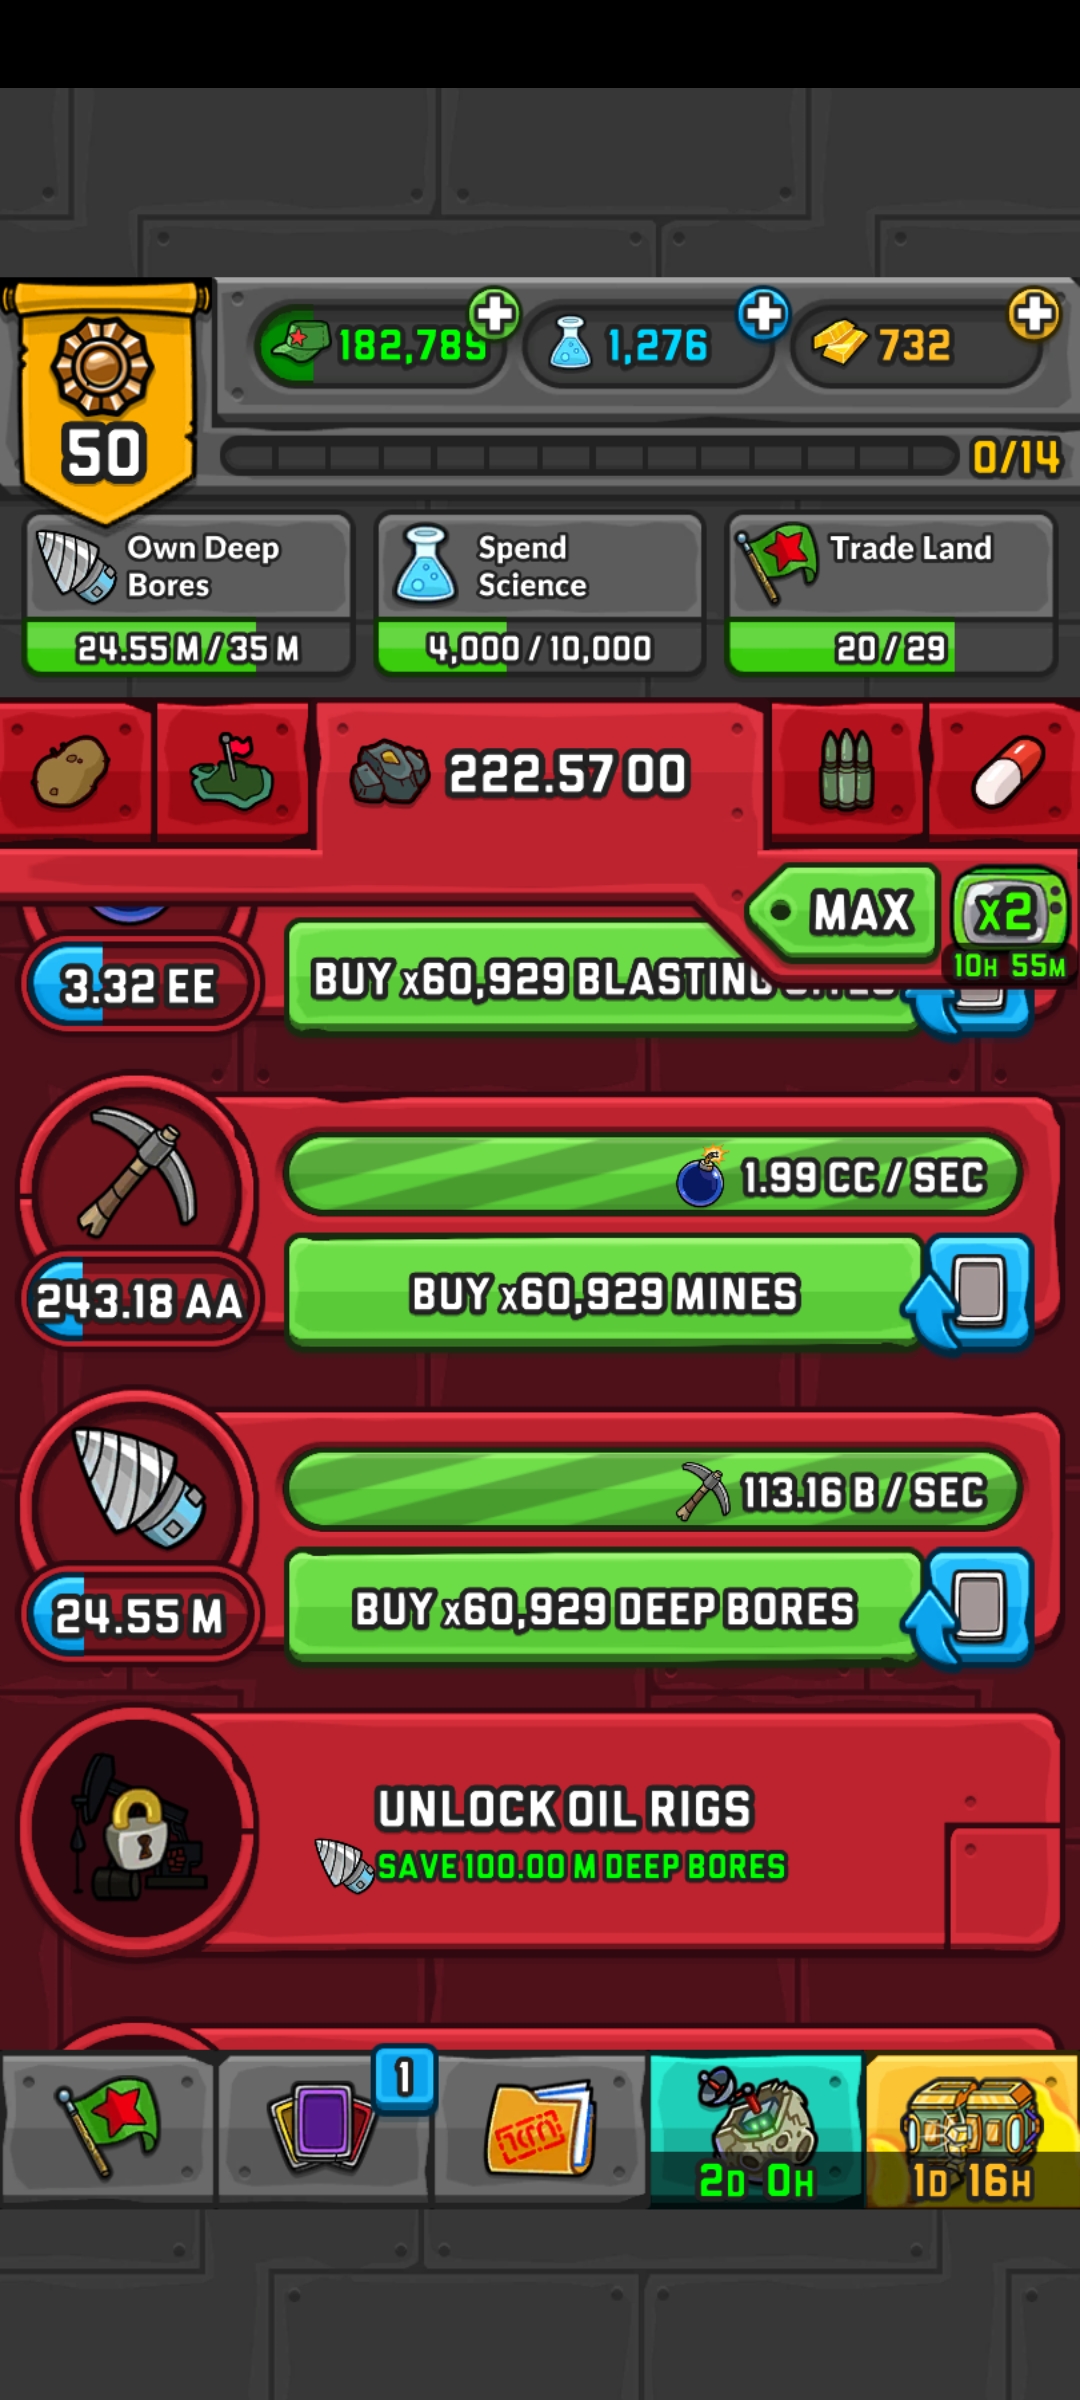 50
182,789
1,276
732
0/14
Own Deep
Bores
24.55 M / 35 M
Spend
Science
4,000 / 10,000
Trade Land
20 / 29
222.57 OO
MAX
x2
10H 55M
3.32 EE
BUY x60,929 BLASTING
1.99 CC / SEC
243.18 AA
BUY x60,929 MINES
113.16 B / SEC
24.55 M
BUY x60,929 DEEP BORES
UNLOCK OIL RIGS
SAVE 100.00 M DEEP BORES
1
2D 0H
1D 16H